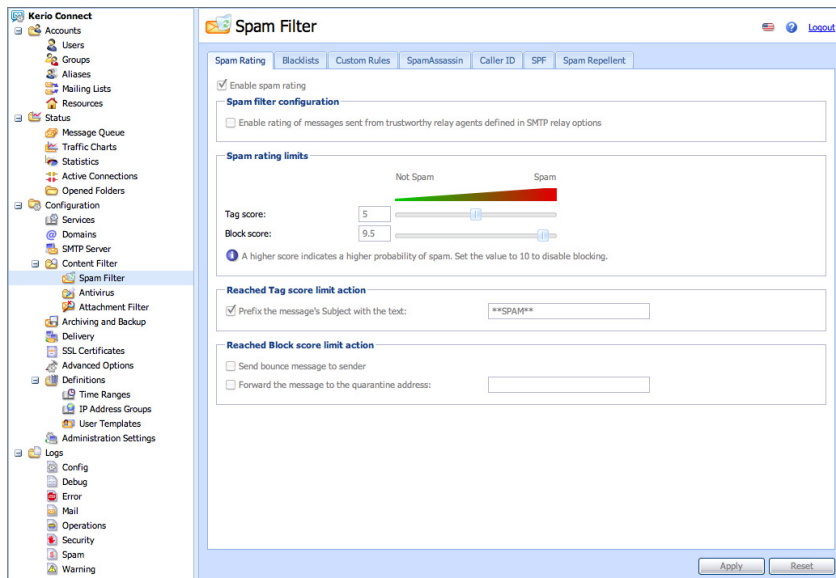 Kerio Connect
Accounts
Users
Groups
Aliases
Mailing Lists
Resources
Status
Message Queue
Traffic Charts
Statistics
Active Connections
Opened Folders
Configuration
Services
Domains
SMTP Server
Content Filter
Spam Filter
Antivirus
Attachment Filter
Archiving and Backup
Delivery
SSL Certificates
Advanced Options
Definitions
Time Ranges
IP Address Groups
User Templates
Administration Settings
Logs
Config
Debug
Error
Mail
Operations
Security
Spam
Warning
Spam Filter
Logout
Spam Rating Blacklists Custom Rules SpamAssassin Caller ID SPF Spam Repellent
Enable spam rating
Spam filter configuration
Enable rating of messages sent from trustworthy relay agents defined in SMTP relay options
Spam rating limits
Not Spam Spam
Tag score: 5
Block score: 9.5
A higher score indicates a higher probability of spam. Set the value to 10 to disable blocking.
Reached Tag score limit action
Prefix the message's Subject with the text: **SPAM**
Reached Block score limit action
Send bounce message to sender
Forward the message to the quarantine address:
Apply Reset